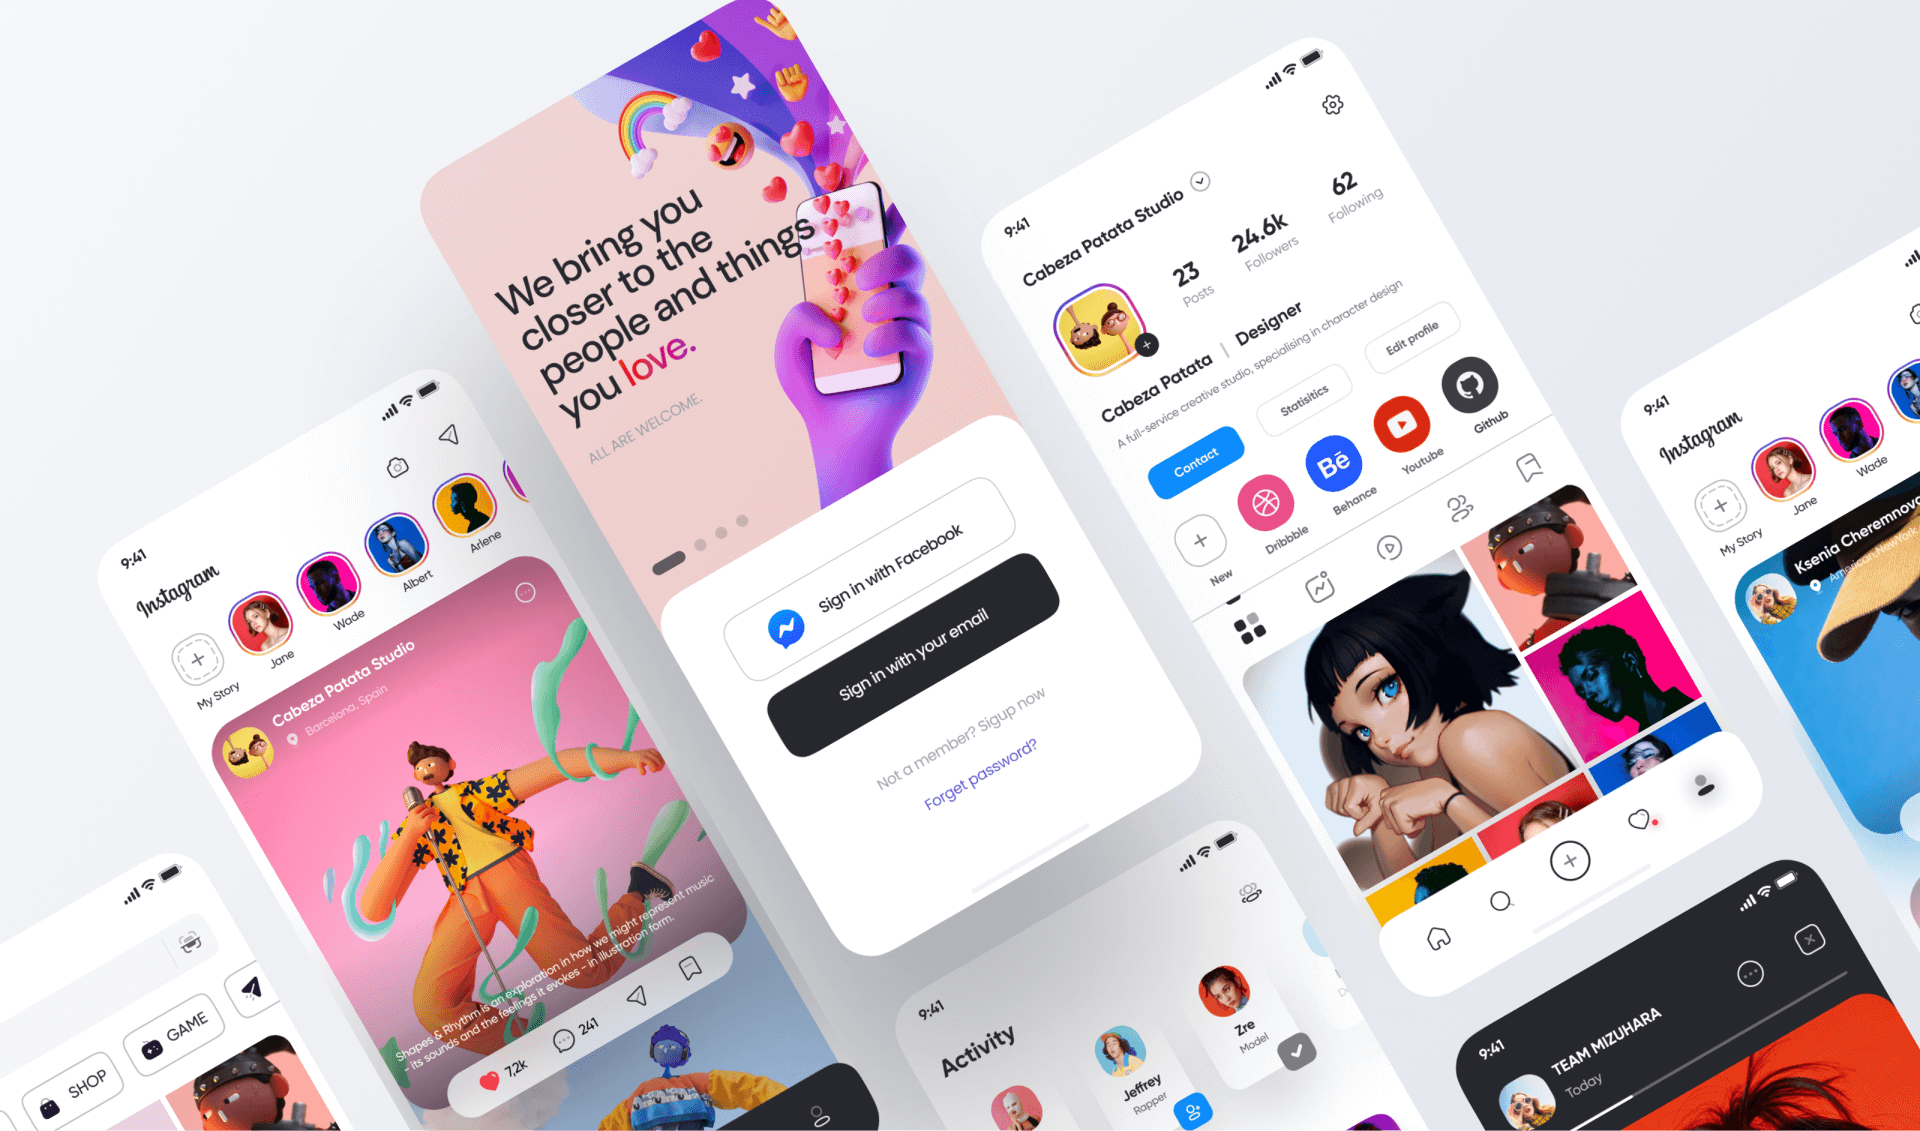 9:41
Instagram
My Story
Jane
Wade
Albert
Arlene
Cabeza Patata Studio
Barcelona, Spain
Shapes & Rhythm is an exploration in how we might represent music
- its sounds and the feelings it evokes - in illustration form.
7,2k
241
SHOP
GAME
We bring you
closer to the
people and things
you love.
ALL ARE WELCOME.
Sign in with Facebook
Sign in with your email
Not a member? Sigup now
Forget password?
9:41
Cabeza Patata Studio
23
Posts
24.6k
Followers
62
Following
Cabeza Patata | Designer
A full-service creative studio, specialising in character design
Contact
Statisitics
Edit profile
New
Dribbble
Bē
Behance
Youtube
Github
9:41
Activity
Jeffrey
Rapper
Zre
Model
9:41
TEAM MIZUHARA
Today
9:41
Instagram
My Story
Jane
Wade
Ksenia Cheremnova
American, NewYork